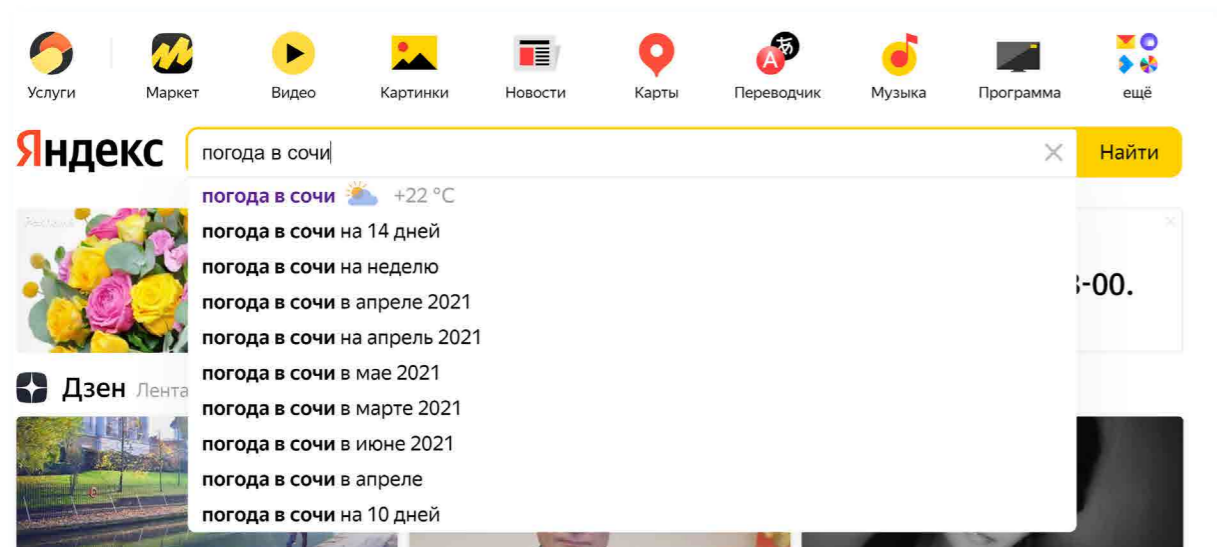 Услуги Маркет Видео Картинки Новости Карты Переводчик Музыка Программа ещё
Яндекс погода в сочи Найти
погода в сочи +22 °C
погода в сочи на 14 дней
погода в сочи на неделю
погода в сочи в апреле 2021
-00.
погода в сочи на апрель 2021
погода в сочи в мае 2021
Дзен Лента
погода в сочи в марте 2021
погода в сочи в июне 2021
погода в сочи в апреле
погода в сочи на 10 дней